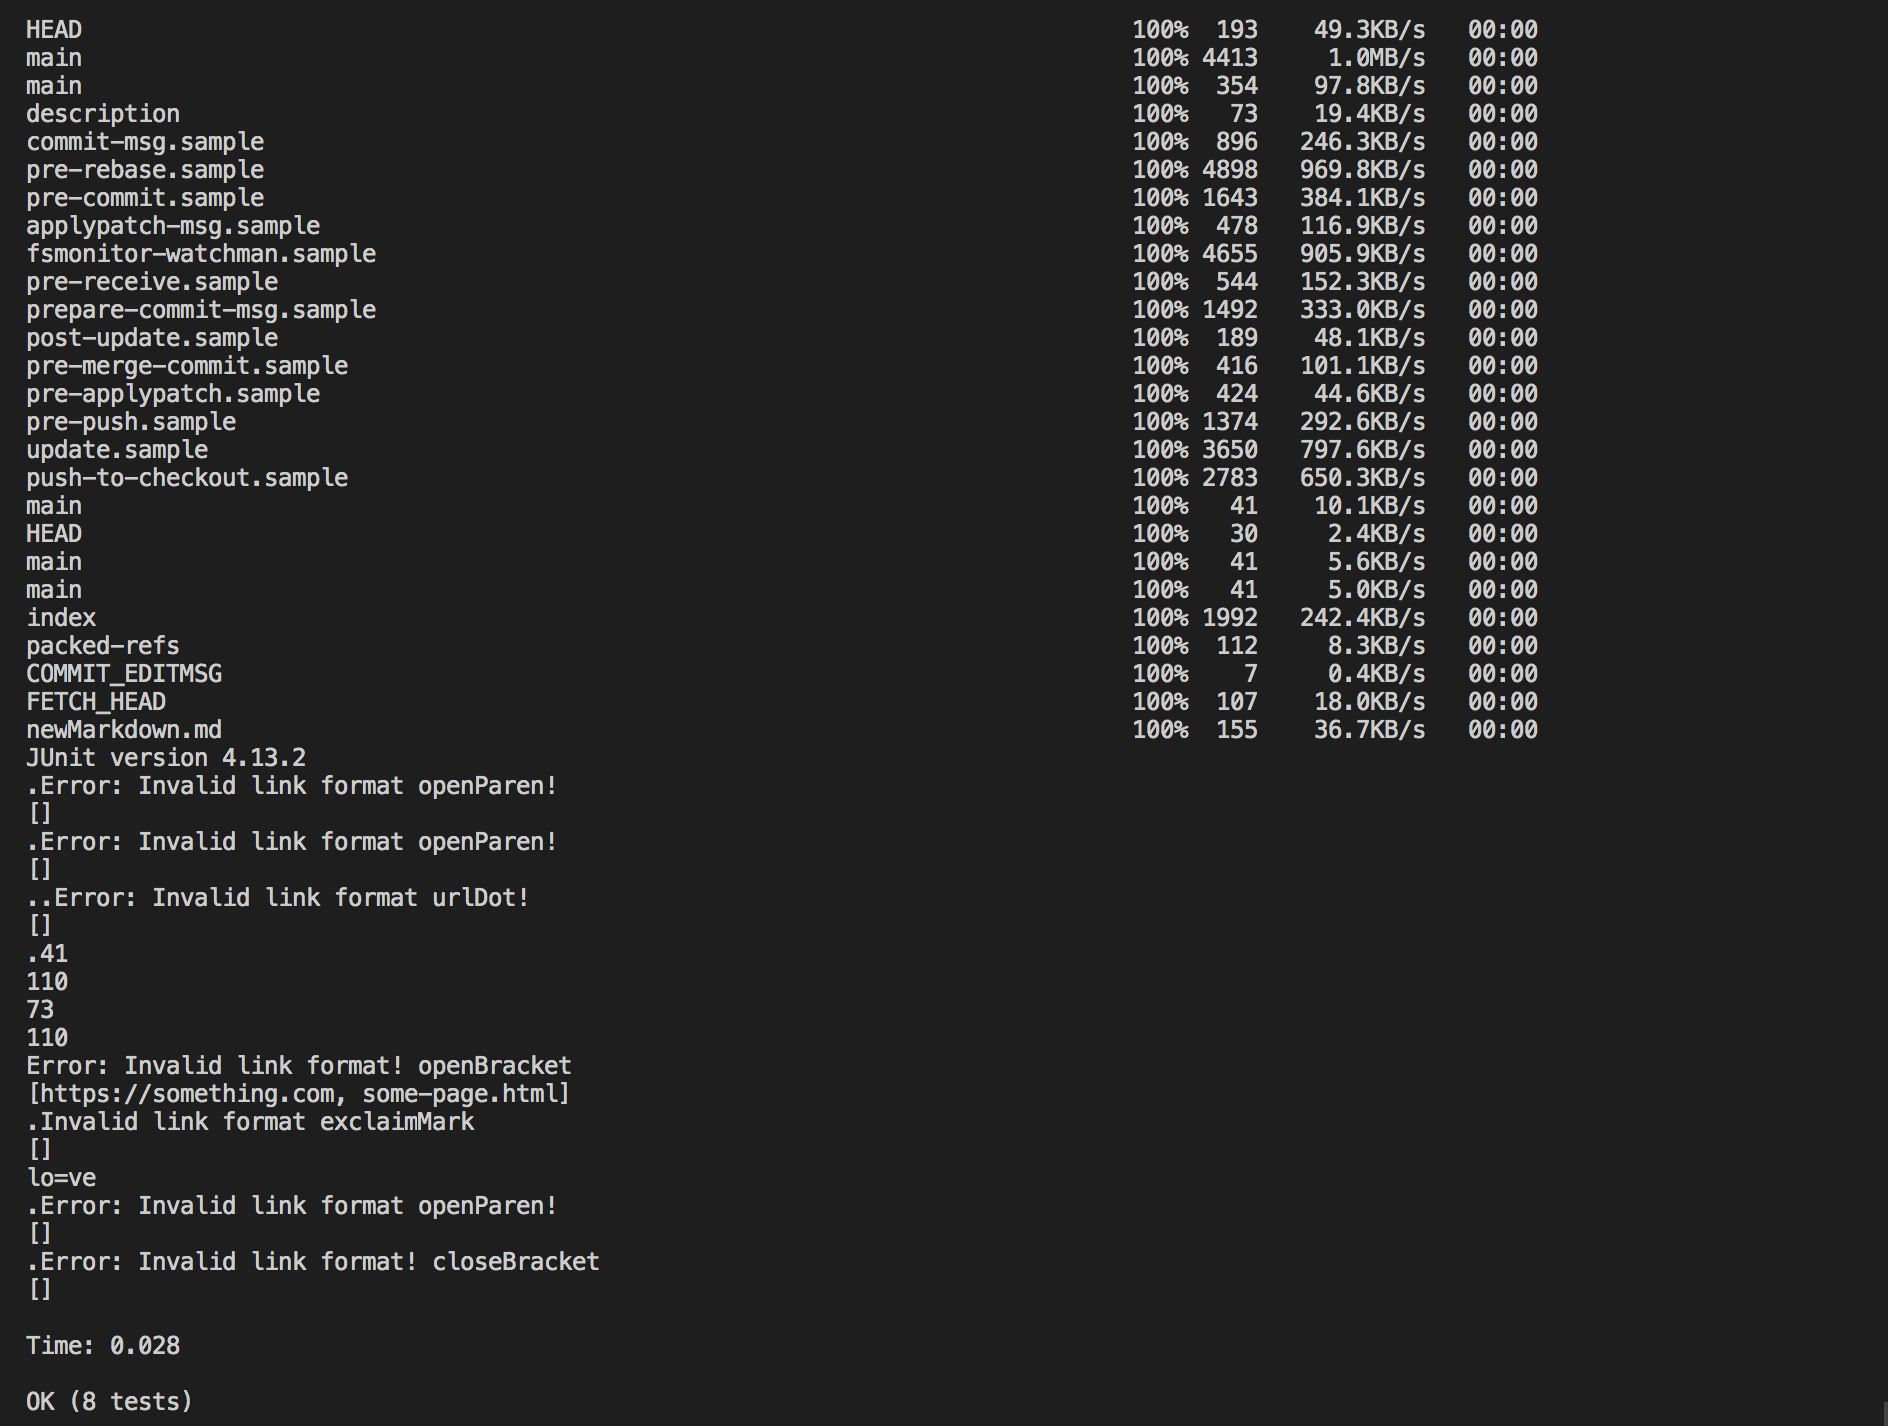 HEAD 100% 193 49.3KB/s 00:00
main 100% 4413 1.0MB/s 00:00
main 100% 354 97.8KB/s 00:00
description 100% 73 19.4KB/s 00:00
commit-msg.sample 100% 896 246.3KB/s 00:00
pre-rebase.sample 100% 4898 969.8KB/s 00:00
pre-commit.sample 100% 1643 384.1KB/s 00:00
applypatch-msg.sample 100% 478 116.9KB/s 00:00
fsmonitor-watchman.sample 100% 4655 905.9KB/s 00:00
pre-receive.sample 100% 544 152.3KB/s 00:00
prepare-commit-msg.sample 100% 1492 333.0KB/s 00:00
post-update.sample 100% 189 48.1KB/s 00:00
pre-merge-commit.sample 100% 416 101.1KB/s 00:00
pre-applypatch.sample 100% 424 44.6KB/s 00:00
pre-push.sample 100% 1374 292.6KB/s 00:00
update.sample 100% 3650 797.6KB/s 00:00
push-to-checkout.sample 100% 2783 650.3KB/s 00:00
main 100% 41 10.1KB/s 00:00
HEAD 100% 30 2.4KB/s 00:00
main 100% 41 5.6KB/s 00:00
main 100% 41 5.0KB/s 00:00
index 100% 1992 242.4KB/s 00:00
packed-refs 100% 112 8.3KB/s 00:00
COMMIT_EDITMSG 100% 7 0.4KB/s 00:00
FETCH_HEAD 100% 107 18.0KB/s 00:00
newMarkdown.md 100% 155 36.7KB/s 00:00
JUnit version 4.13.2
.Error: Invalid link format openParen!
[]
.Error: Invalid link format openParen!
[]
..Error: Invalid link format urlDot!
[]
.41
110
73
110
Error: Invalid link format! openBracket
[https://something.com, some-page.html]
.Invalid link format exclaimMark
[]
lo=ve
.Error: Invalid link format openParen!
[]
.Error: Invalid link format! closeBracket
[]
Time: 0.028
OK (8 tests)